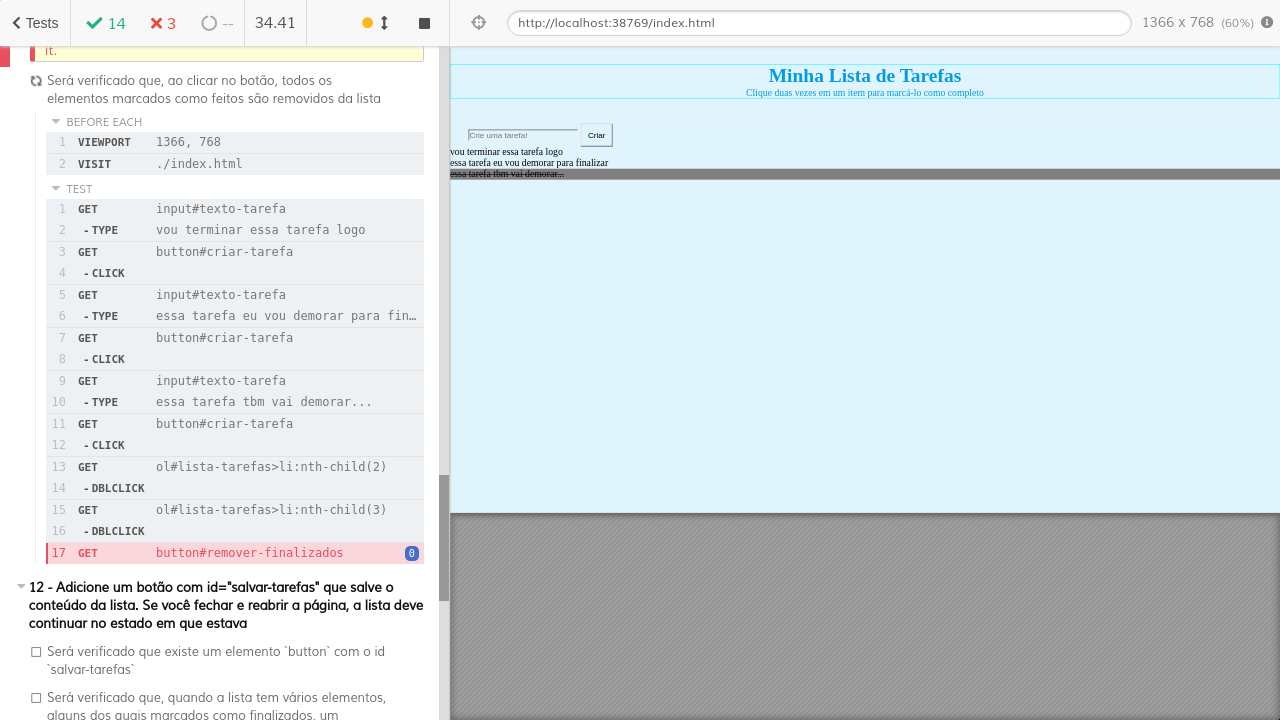 Tests
14
3
--
34.41
http://localhost:38769/index.html
1366 x 768 (60%)
it.
Será verificado que, ao clicar no botão, todos os
elementos marcados como feitos são removidos da lista
BEFORE EACH
1 VIEWPORT 1366, 768
2 VISIT ./index.html
TEST
1 GET input#texto-tarefa
2 - TYPE vou terminar essa tarefa logo
3 GET button#criar-tarefa
4 - CLICK
5 GET input#texto-tarefa
6 - TYPE essa tarefa eu vou demorar para fin…
7 GET button#criar-tarefa
8 - CLICK
9 GET input#texto-tarefa
10 - TYPE essa tarefa tbm vai demorar...
11 GET button#criar-tarefa
12 - CLICK
13 GET ol#lista-tarefas>li:nth-child(2)
14 - DBLCLICK
15 GET ol#lista-tarefas>li:nth-child(3)
16 - DBLCLICK
17 GET button#remover-finalizados 0
12 - Adicione um botão com id="salvar-tarefas" que salve o
conteúdo da lista. Se você fechar e reabrir a página, a lista deve
continuar no estado em que estava
Será verificado que existe um elemento `button` com o id
`salvar-tarefas`
Será verificado que, quando a lista tem vários elementos,
alguns dos quais marcados como finalizados, um
Minha Lista de Tarefas
Clique duas vezes em um item para marcá-lo como completo
Crie uma tarefa!
Criar
vou terminar essa tarefa logo
essa tarefa eu vou demorar para finalizar
essa tarefa tbm vai demorar...